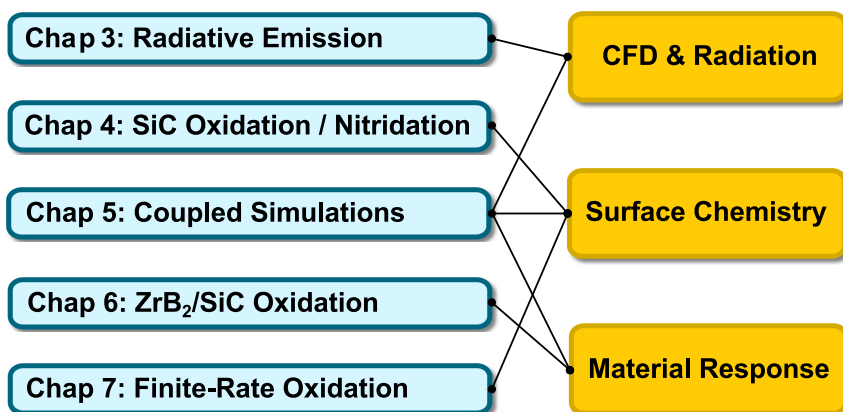 Chap 3: Radiative Emission
Chap 4: SiC Oxidation / Nitridation
Chap 5: Coupled Simulations
Chap 6: ZrB₂/SiC Oxidation
Chap 7: Finite-Rate Oxidation
CFD & Radiation
Surface Chemistry
Material Response